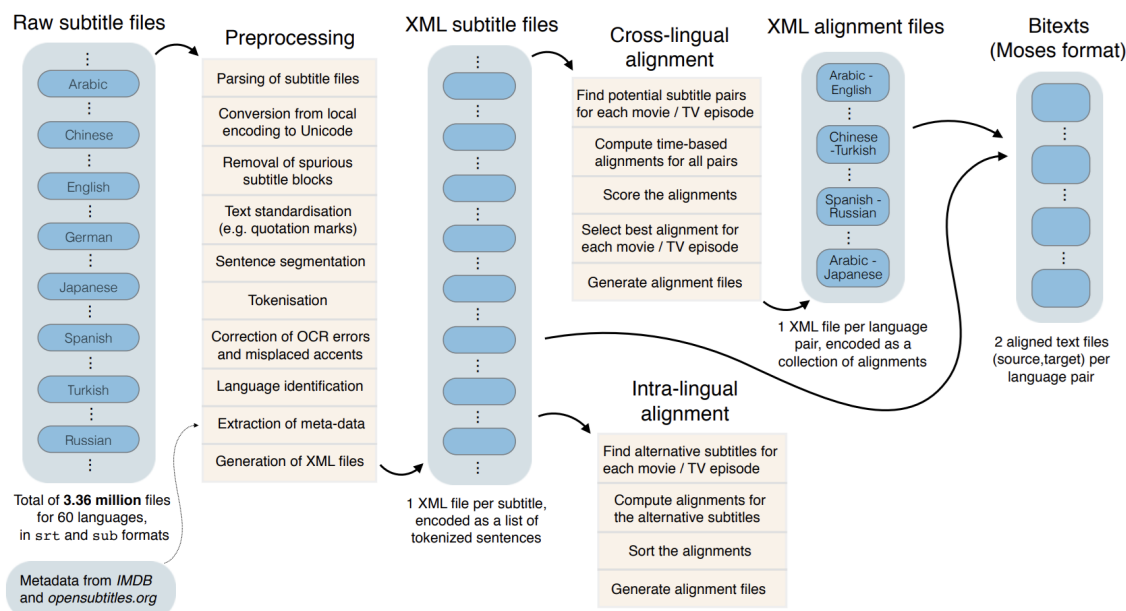 Raw subtitle files
⋮
Arabic
⋮
Chinese
⋮
English
⋮
German
⋮
Japanese
⋮
Spanish
⋮
Turkish
⋮
Russian
⋮
Total of 3.36 million files
for 60 languages,
in srt and sub formats
Metadata from IMDB
and opensubtitles.org
Preprocessing
Parsing of subtitle files
Conversion from local
encoding to Unicode
Removal of spurious
subtitle blocks
Text standardisation
(e.g. quotation marks)
Sentence segmentation
Tokenisation
Correction of OCR errors
and misplaced accents
Language identification
Extraction of meta-data
Generation of XML files
XML subtitle files
1 XML file per subtitle,
encoded as a list of
tokenized sentences
Cross-lingual
alignment
Find potential subtitle pairs
for each movie / TV episode
Compute time-based
alignments for all pairs
Score the alignments
Select best alignment for
each movie / TV episode
Generate alignment files
Intra-lingual
alignment
Find alternative subtitles for
each movie / TV episode
Compute alignments for
the alternative subtitles
Sort the alignments
Generate alignment files
XML alignment files
Arabic -
English
⋮
Chinese
-Turkish
⋮
Spanish -
Russian
⋮
Arabic -
Japanese
1 XML file per language
pair, encoded as a
collection of alignments
Bitexts
(Moses format)
2 aligned text files
(source,target) per
language pair